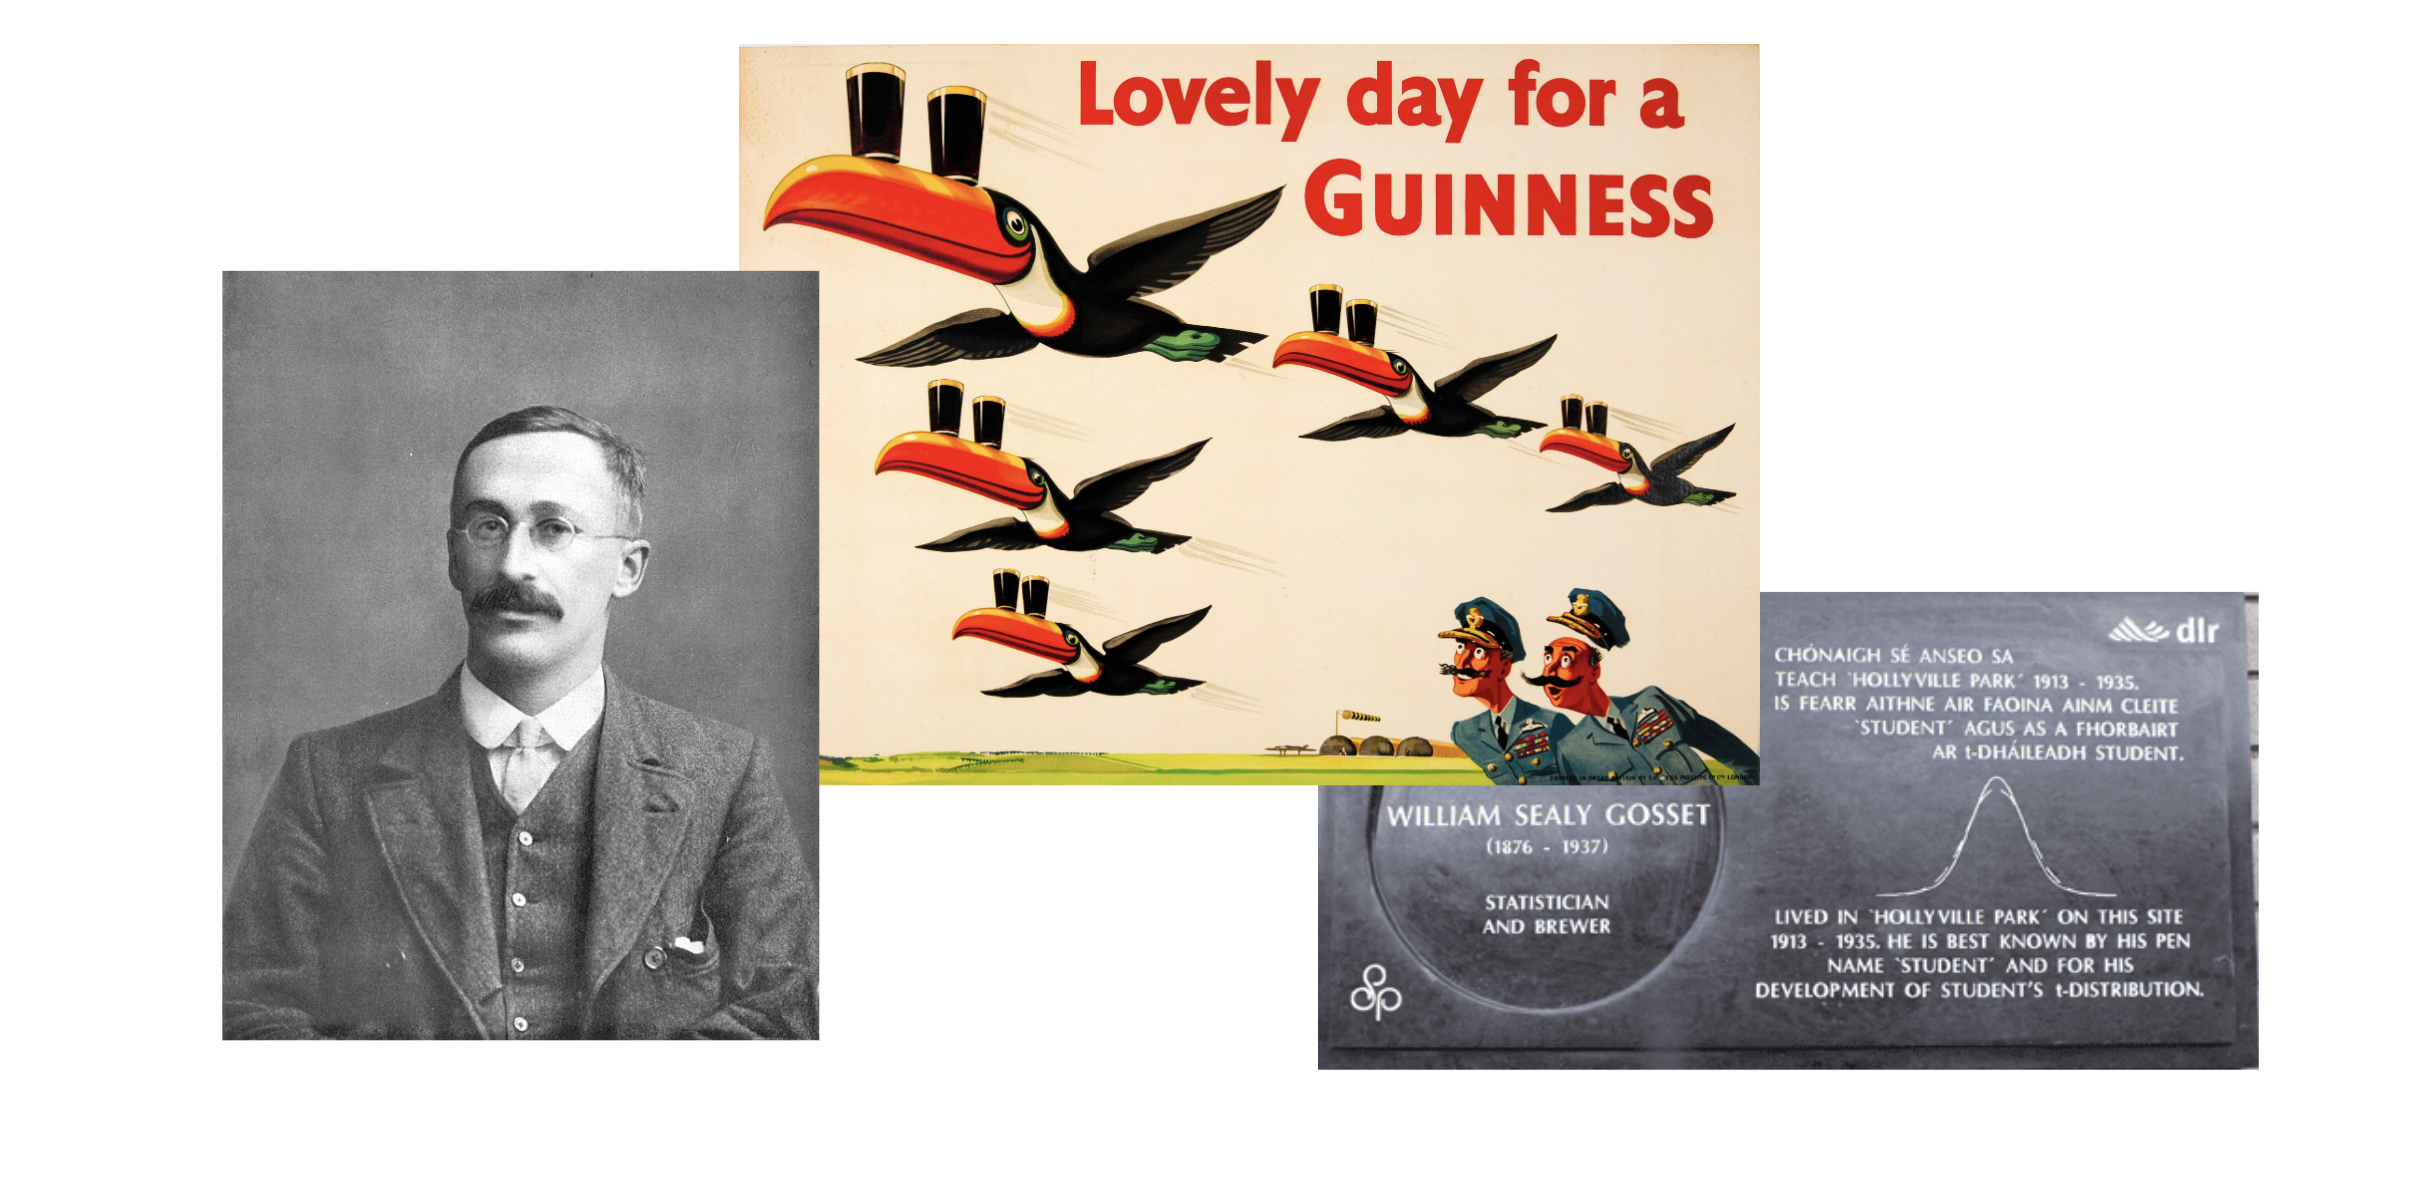 Lovely day for a
GUINNESS
dlr
CHÓNAIGH SÉ ANSEO SA
TEACH `HOLLYVILLE PARK´ 1913 - 1935.
IS FEARR AITHNE AIR FAOINA AINM CLEITE
`STUDENT´ AGUS AS A FHORBAIRT
AR t-DHÁILEADH STUDENT.
WILLIAM SEALY GOSSET
(1876 - 1937)
STATISTICIAN
AND BREWER
LIVED IN `HOLLYVILLE PARK´ ON THIS SITE
1913 - 1935. HE IS BEST KNOWN BY HIS PEN
NAME `STUDENT´ AND FOR HIS
DEVELOPMENT OF STUDENT'S t-DISTRIBUTION.